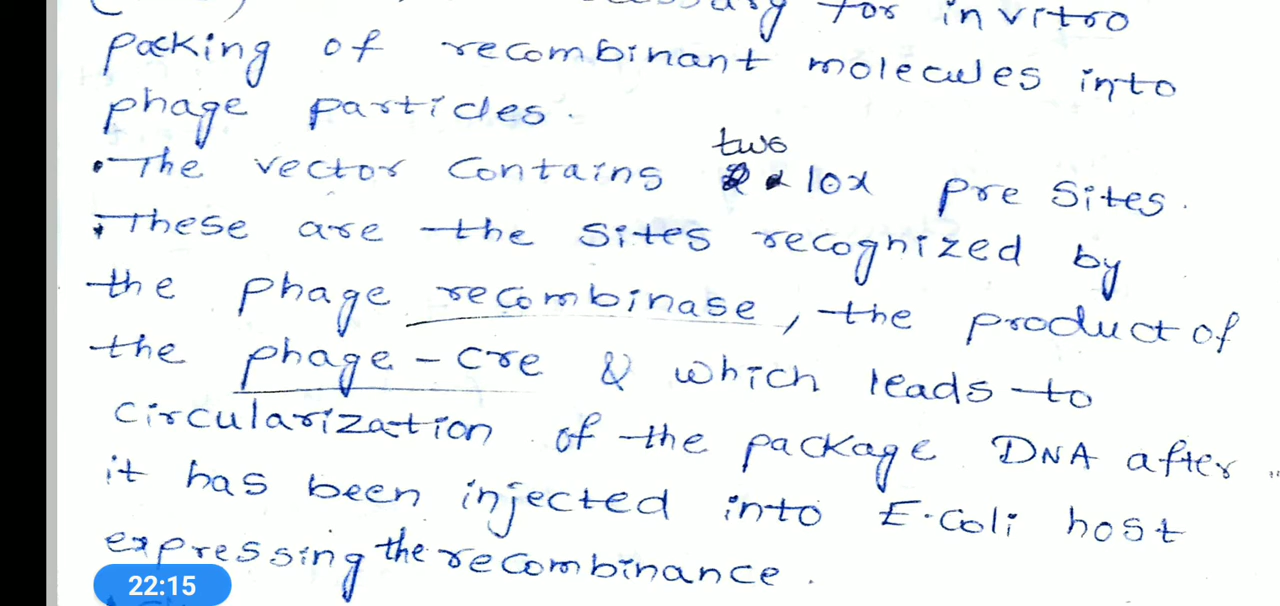 for in vitro
packing of recombinant molecules into
phage particles.
two
• The vector contains lox pre sites.
• These are the sites recognized by
the phage recombinase, the product of
the phage - cre & which leads to
circularization of the package DNA after
it has been injected into E.coli host
expressing the recombinance.
22:15